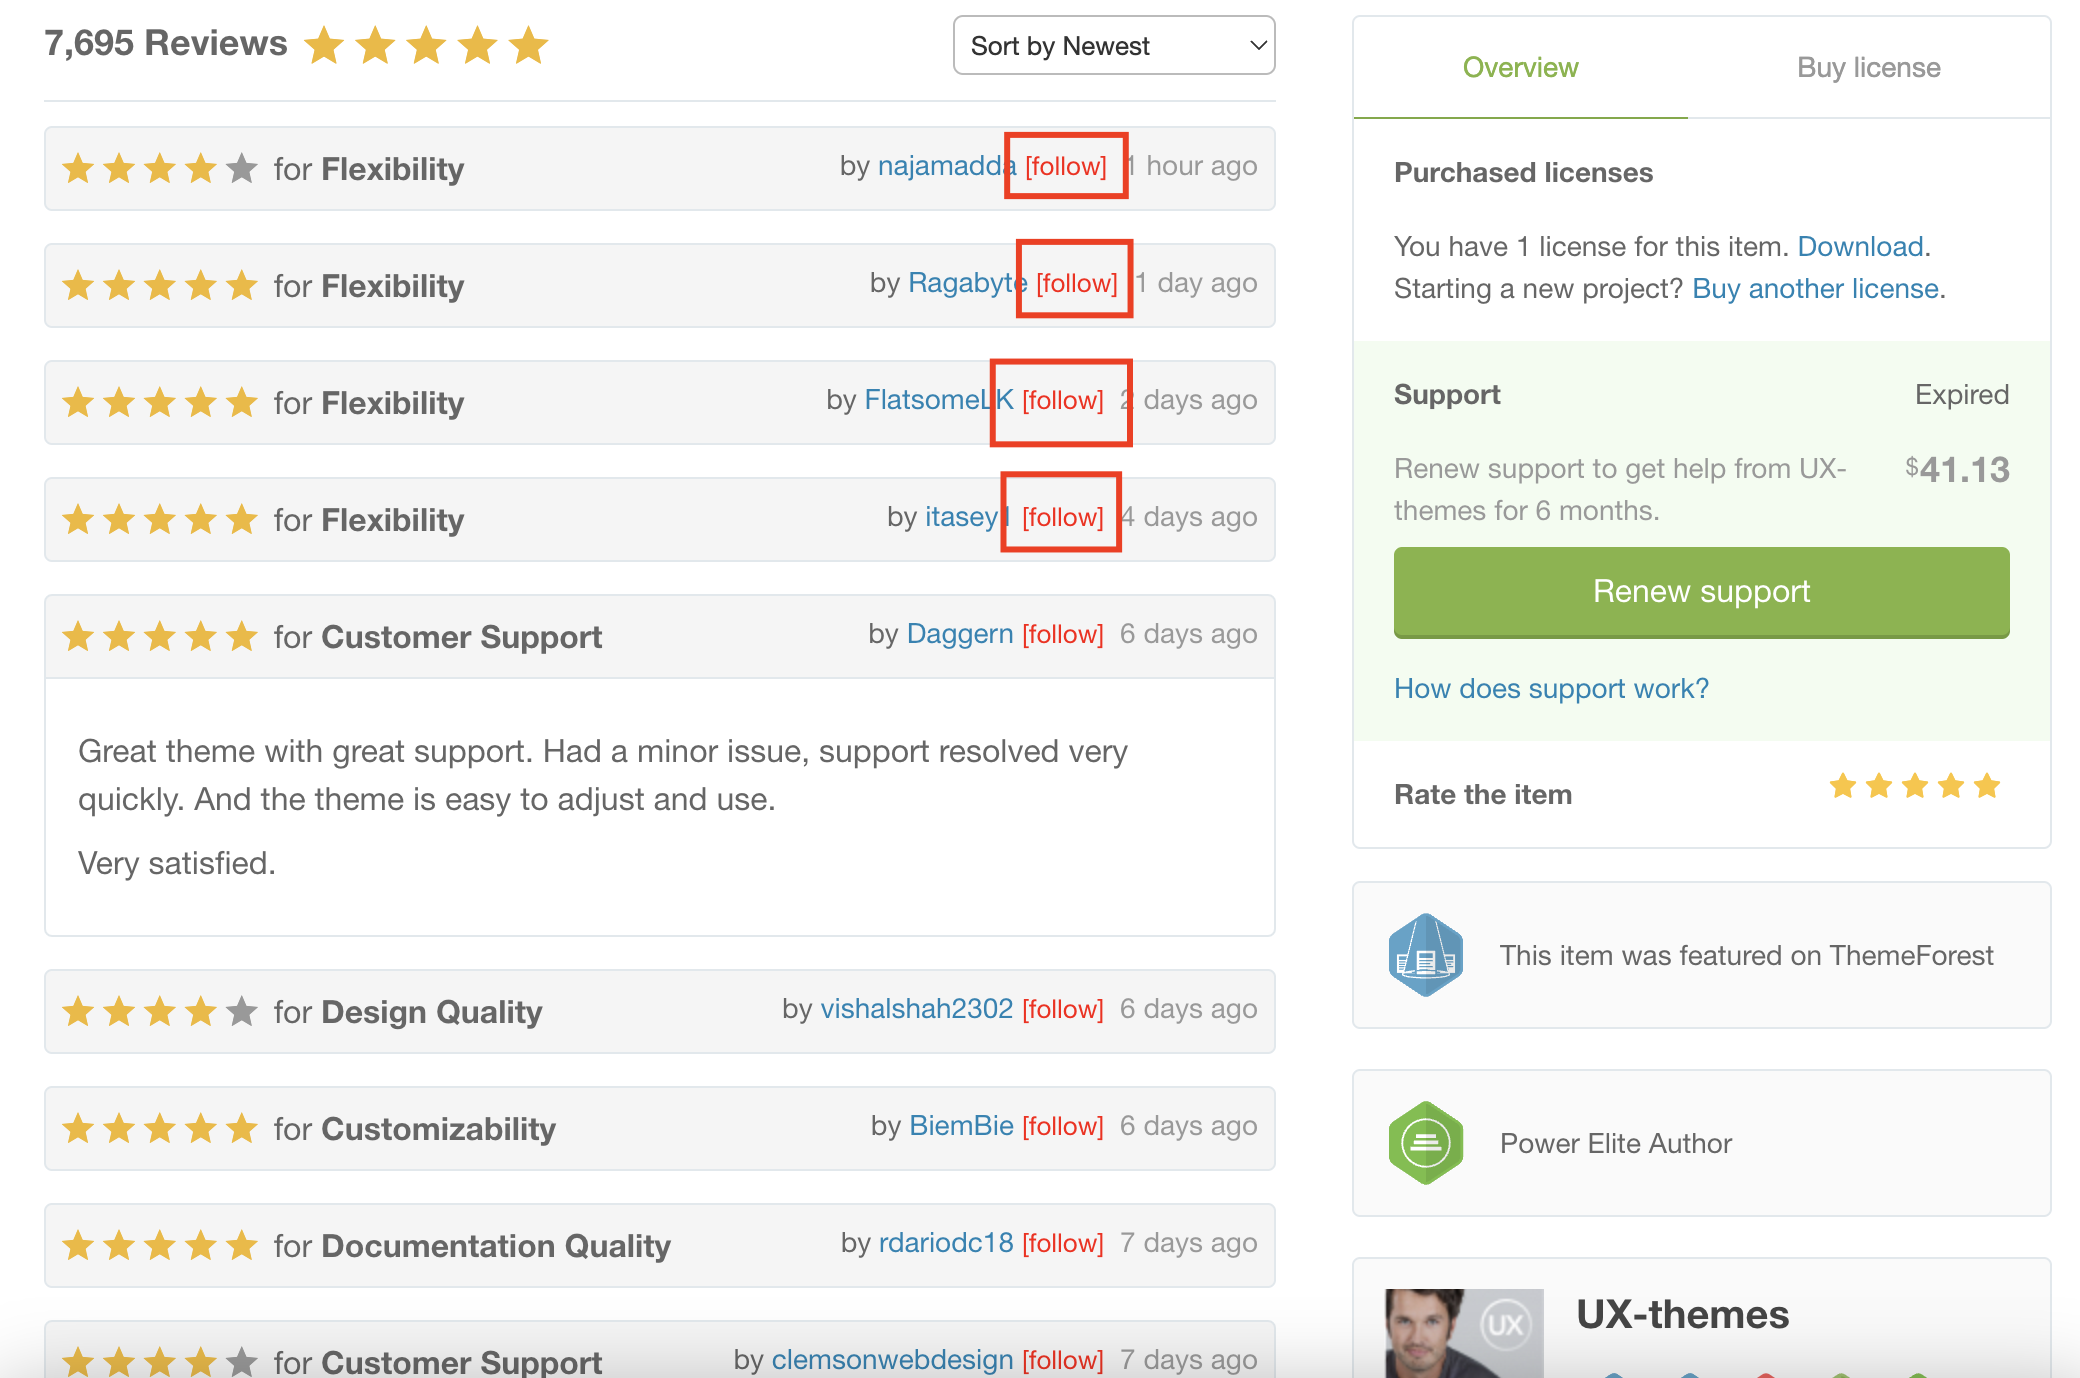 7,695 Reviews
Sort by Newest
for Flexibility
by najamadda [follow] 1 hour ago
for Flexibility
by Ragabyte [follow] 1 day ago
for Flexibility
by FlatsomeLK [follow] 2 days ago
for Flexibility
by itasey1 [follow] 4 days ago
for Customer Support
by Daggern [follow] 6 days ago
Great theme with great support. Had a minor issue, support resolved very
quickly. And the theme is easy to adjust and use.
Very satisfied.
for Design Quality
by vishalshah2302 [follow] 6 days ago
for Customizability
by BiemBie [follow] 6 days ago
for Documentation Quality
by rdariodc18 [follow] 7 days ago
for Customer Support
by clemsonwebdesign [follow] 7 days ago
Overview
Buy license
Purchased licenses
You have 1 license for this item. Download.
Starting a new project? Buy another license.
Support
Expired
Renew support to get help from UX-
themes for 6 months.
$41.13
Renew support
How does support work?
Rate the item
This item was featured on ThemeForest
Power Elite Author
UX
UX-themes